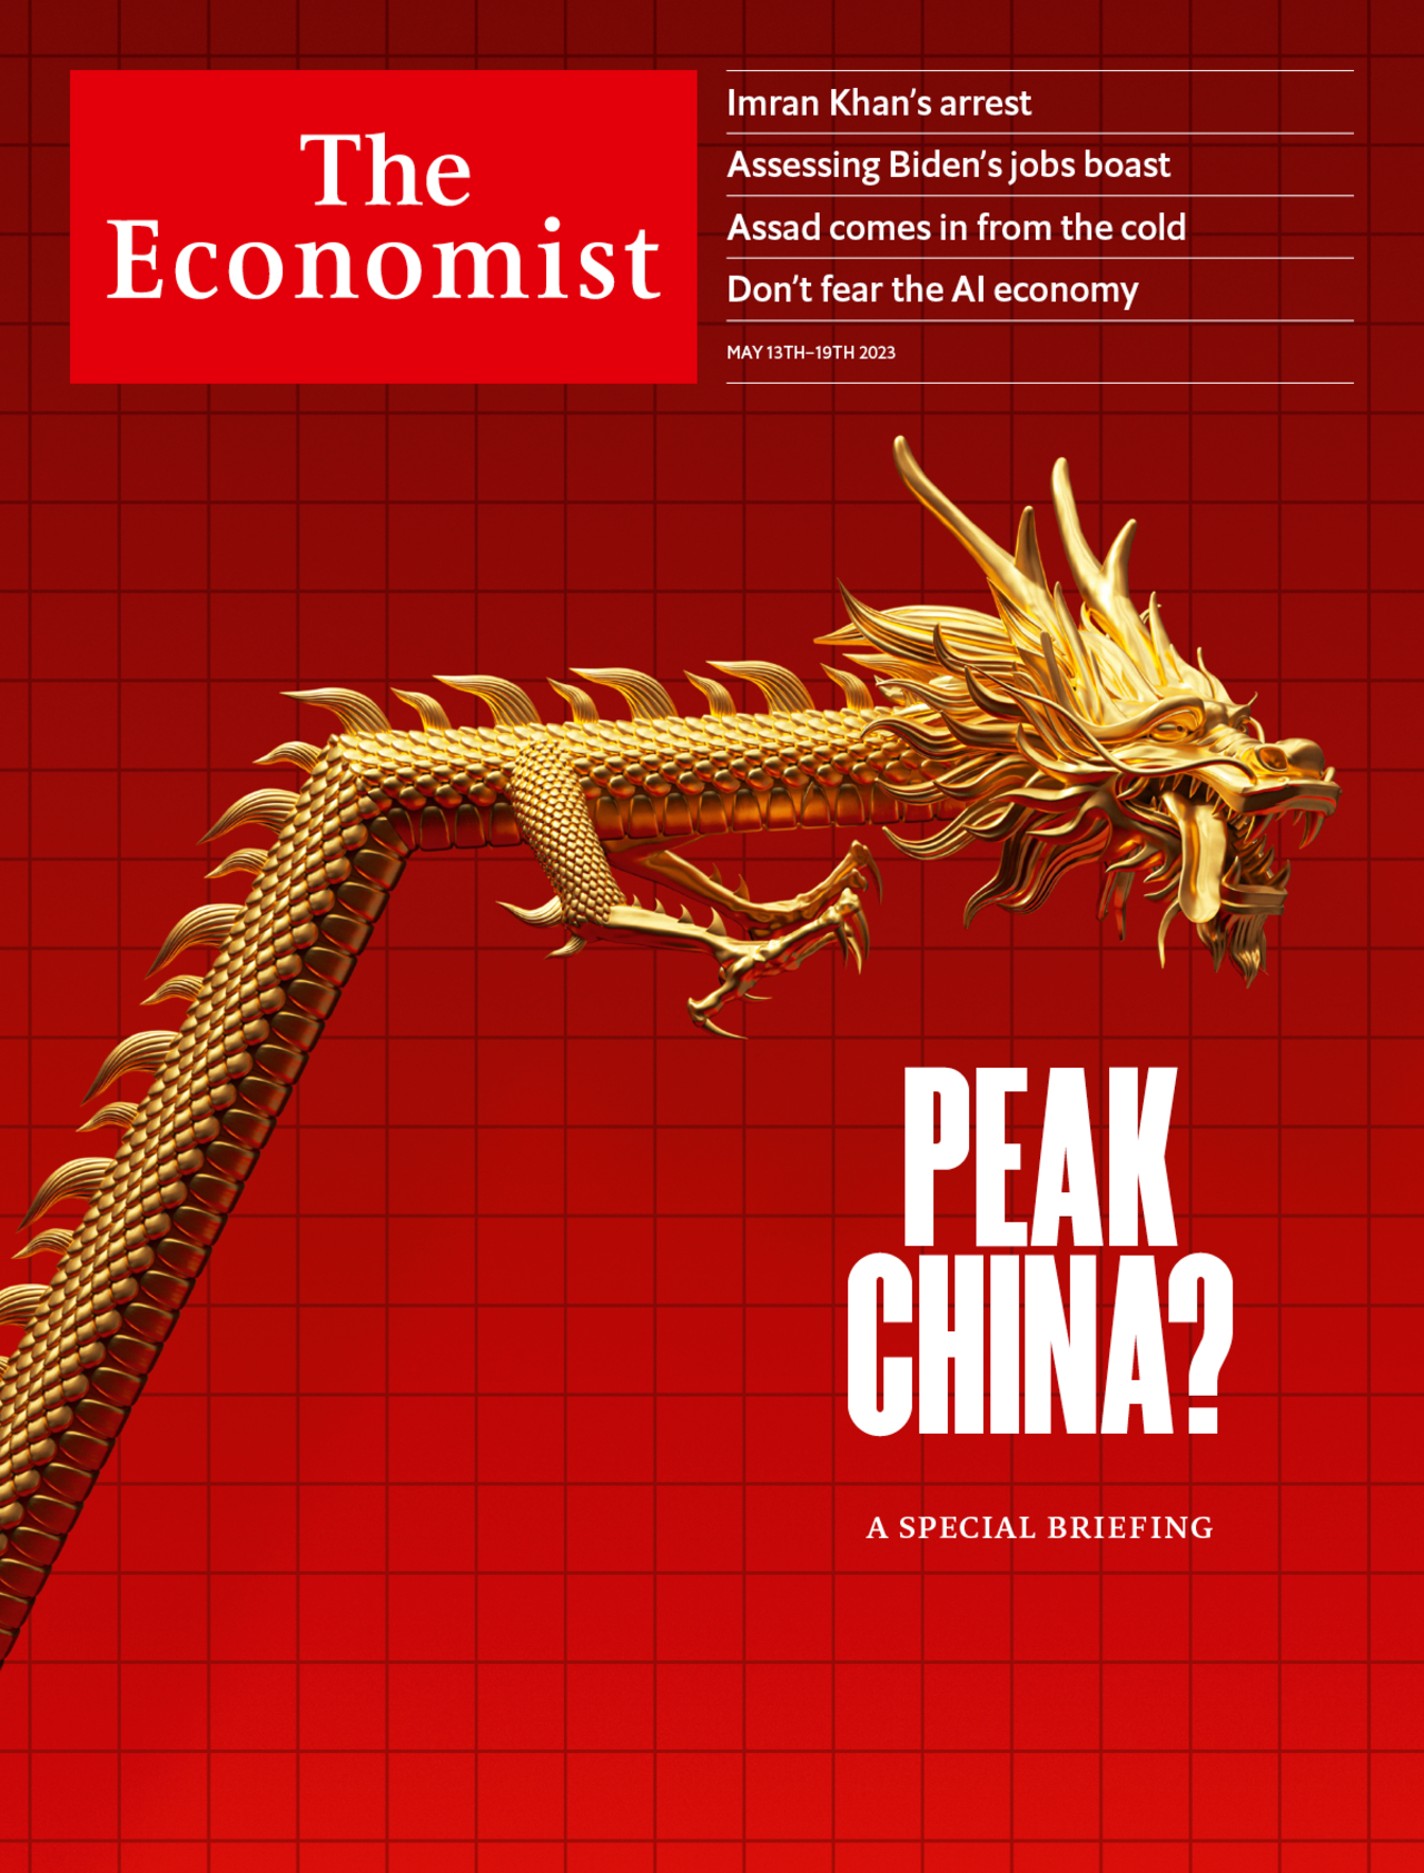 The
Economist
Imran Khan’s arrest
Assessing Biden’s jobs boast
Assad comes in from the cold
Don’t fear the AI economy
MAY 13TH–19TH 2023
PEAK
CHINA?
A SPECIAL BRIEFING